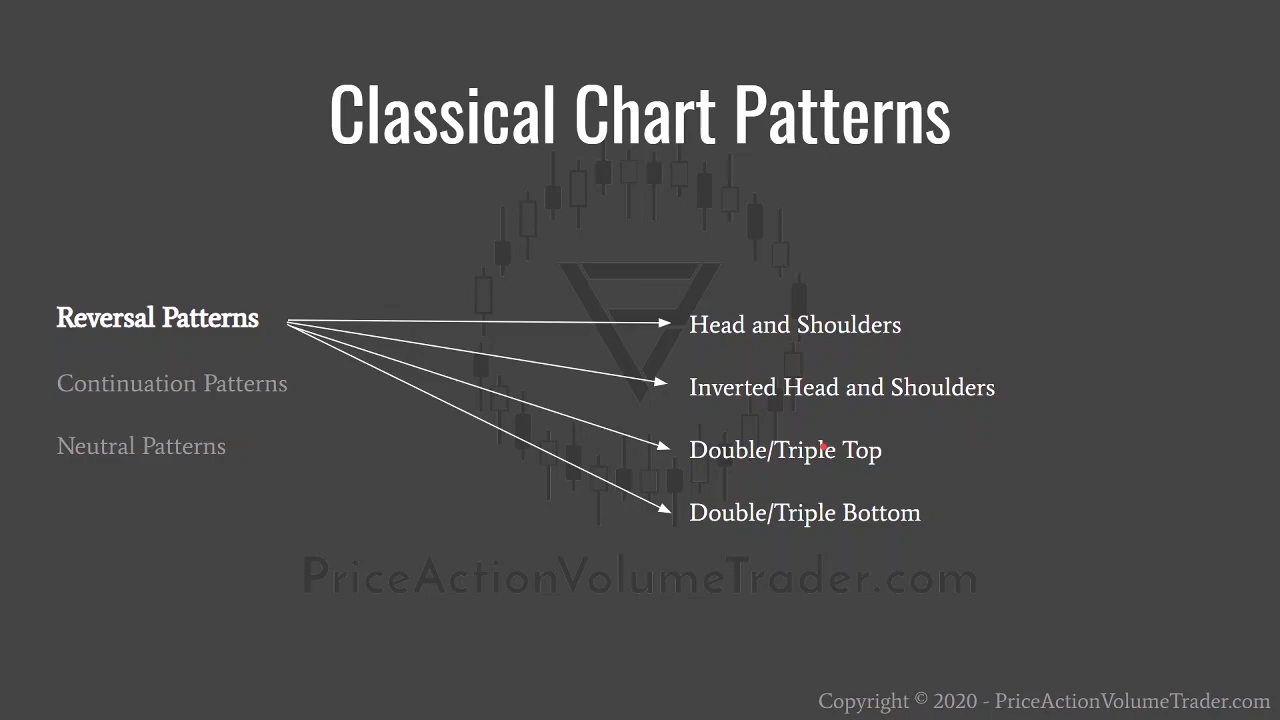 Classical Chart Patterns
Reversal Patterns
Continuation Patterns
Neutral Patterns
Head and Shoulders
Inverted Head and Shoulders
Double/Triple Top
Double/Triple Bottom
PriceActionVolumeTrader.com
Copyright © 2020 - PriceActionVolumeTrader.com